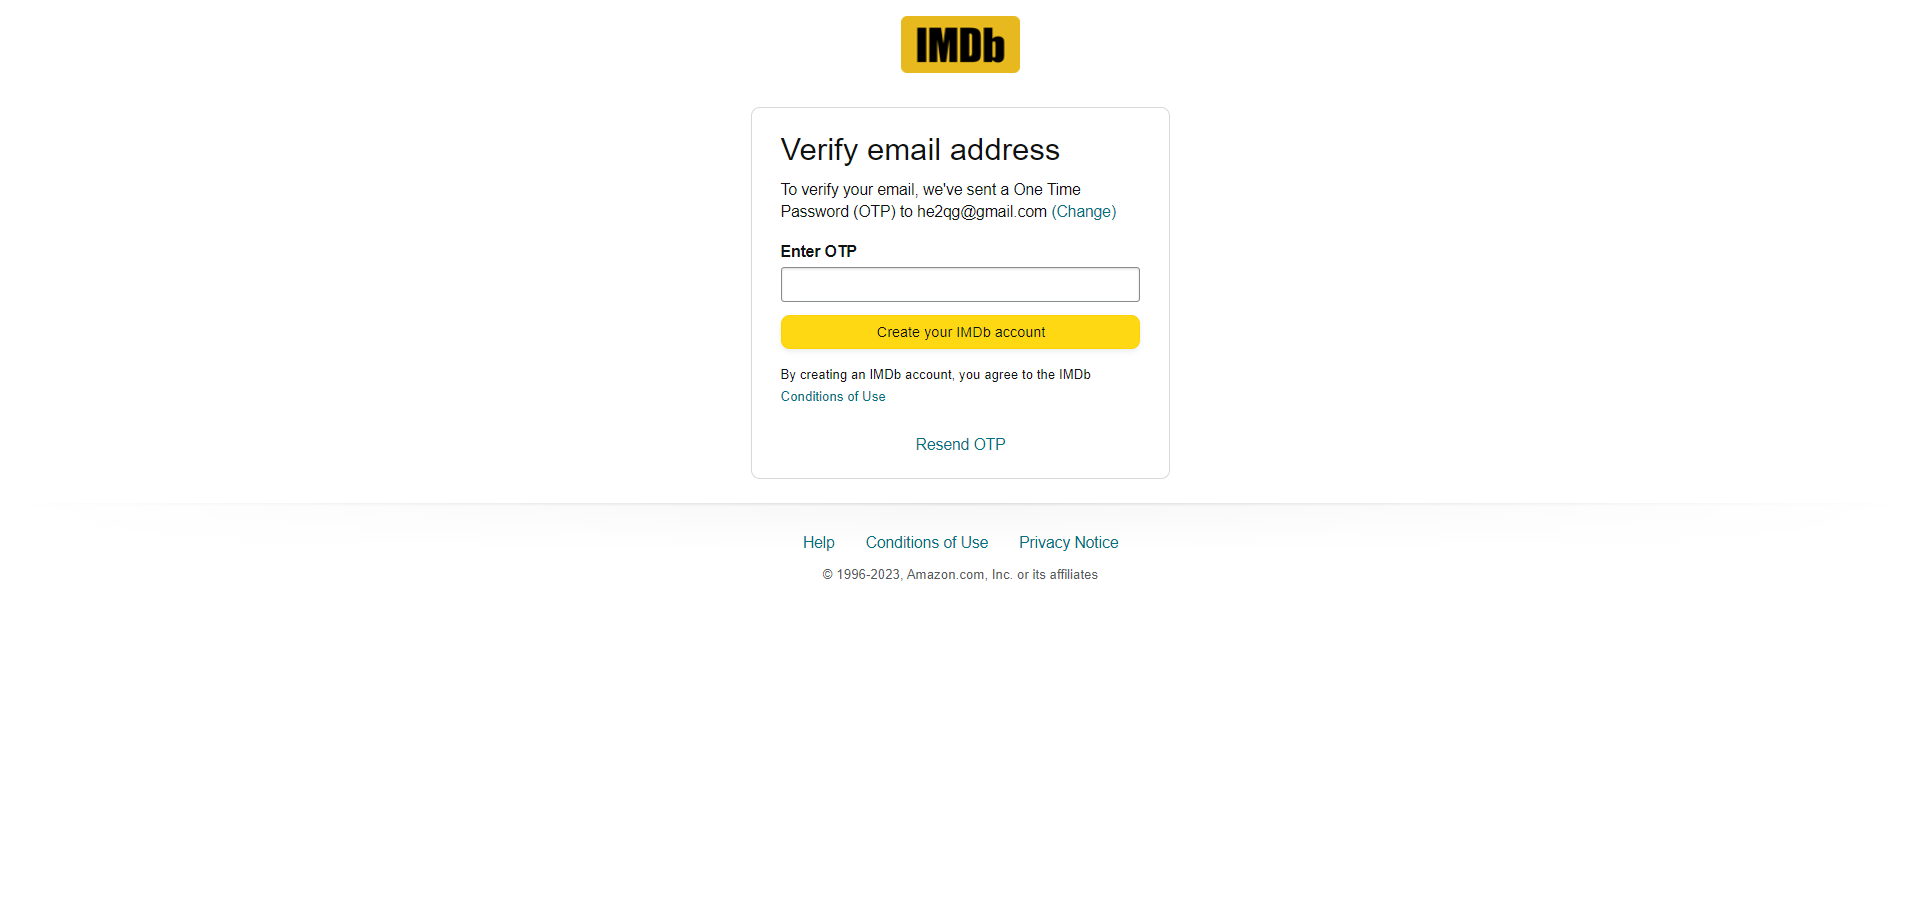 IMDb
Verify email address
To verify your email, we've sent a One Time
Password (OTP) to he2qg@gmail.com (Change)
Enter OTP
Create your IMDb account
By creating an IMDb account, you agree to the IMDb
Conditions of Use
Resend OTP
Help Conditions of Use Privacy Notice
© 1996-2023, Amazon.com, Inc. or its affiliates